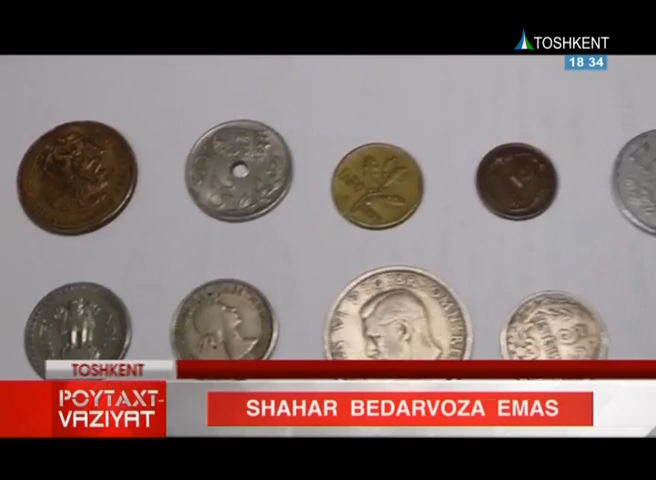 TOSHKENT
18 34
TOSHKENT
POYTAXT-
VAZIYAT
SHAHAR BEDARVOZA EMAS